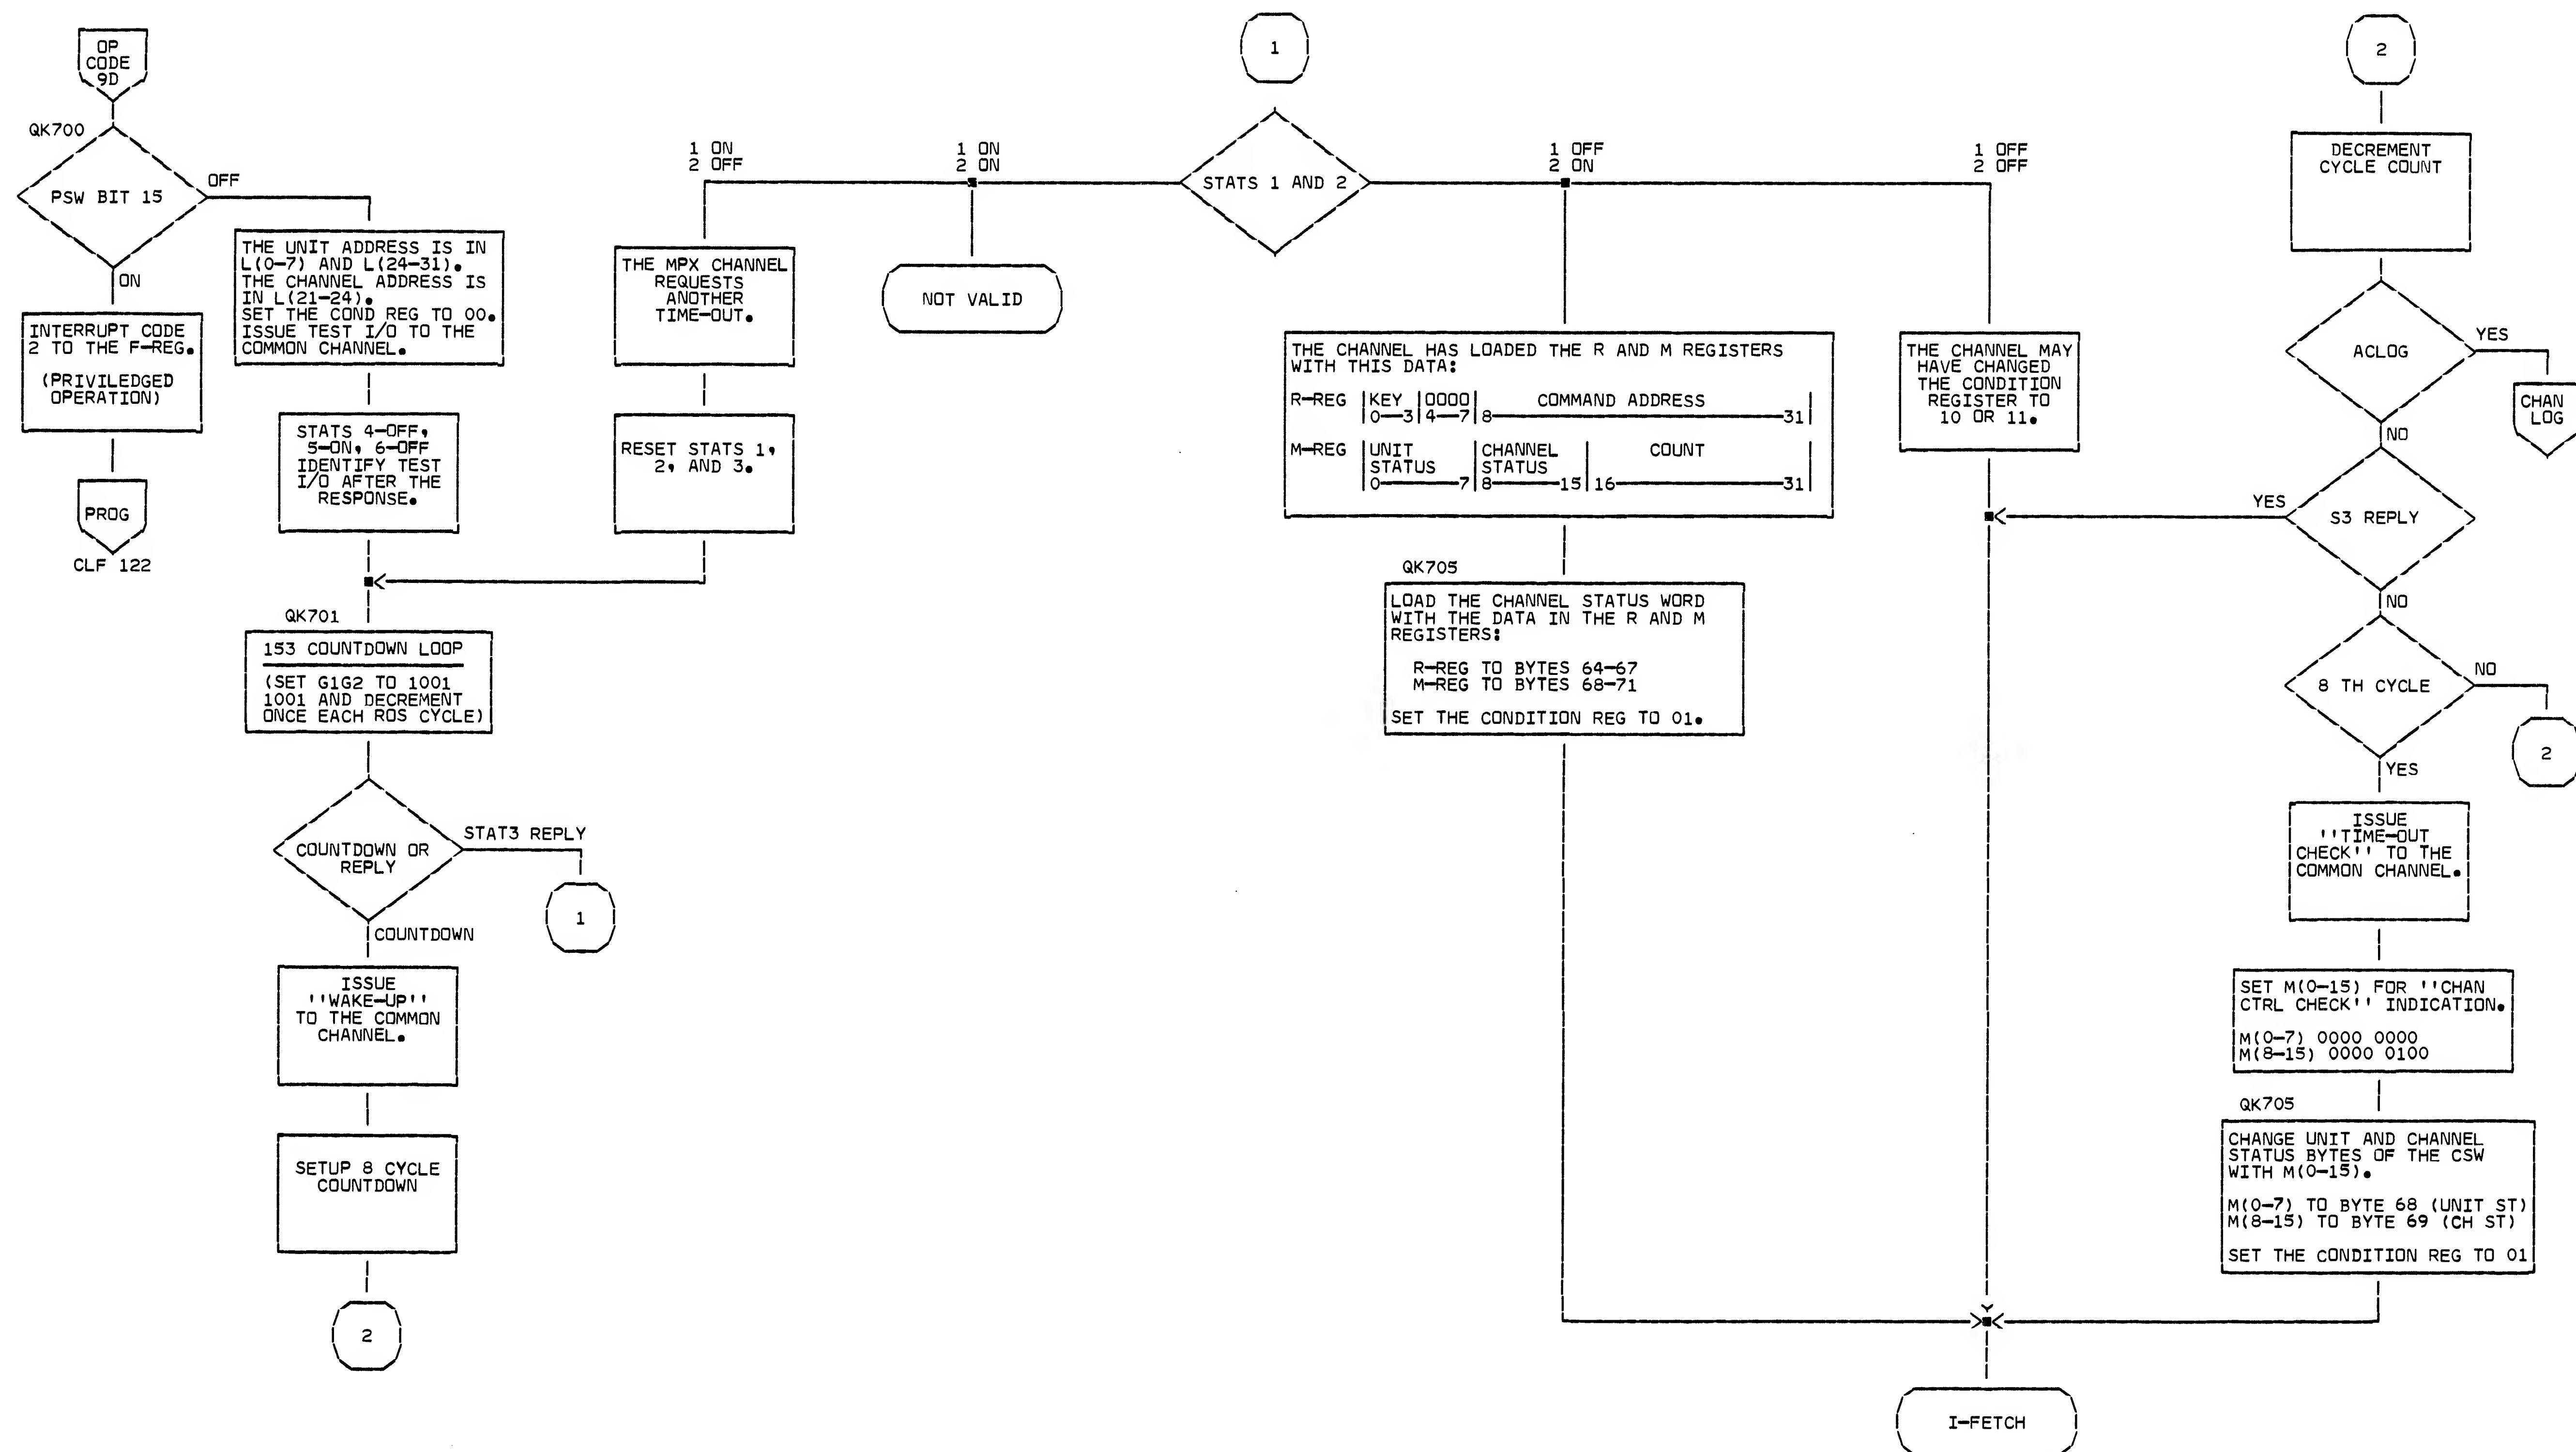 OP
CODE
9D
QK700
PSW BIT 15
OFF
ON
INTERRUPT CODE
2 TO THE F-REG.
(PRIVILEDGED
OPERATION)
PROG
CLF 122
THE UNIT ADDRESS IS IN
L(0-7) AND L(24-31).
THE CHANNEL ADDRESS IS
IN L(21-24).
SET THE COND REG TO 00.
ISSUE TEST I/O TO THE
COMMON CHANNEL.
STATS 4-OFF,
5-ON, 6-OFF
IDENTIFY TEST
I/O AFTER THE
RESPONSE.
QK701
153 COUNTDOWN LOOP
(SET G1G2 TO 1001
1001 AND DECREMENT
ONCE EACH ROS CYCLE)
COUNTDOWN OR
REPLY
STAT3 REPLY
1
COUNTDOWN
ISSUE
''WAKE-UP''
TO THE COMMON
CHANNEL.
SETUP 8 CYCLE
COUNTDOWN
2
1
STATS 1 AND 2
1 ON
2 OFF
1 ON
2 ON
1 OFF
2 ON
1 OFF
2 OFF
THE MPX CHANNEL
REQUESTS
ANOTHER
TIME-OUT.
RESET STATS 1,
2, AND 3.
NOT VALID
THE CHANNEL HAS LOADED THE R AND M REGISTERS
WITH THIS DATA:
R-REG |KEY |0000| COMMAND ADDRESS
0-3|4-7|8-31|
M-REG |UNIT |CHANNEL | COUNT
STATUS |STATUS
0-7|8-15|16-31|
QK705
LOAD THE CHANNEL STATUS WORD
WITH THE DATA IN THE R AND M
REGISTERS:
R-REG TO BYTES 64-67
M-REG TO BYTES 68-71
SET THE CONDITION REG TO 01.
THE CHANNEL MAY
HAVE CHANGED
THE CONDITION
REGISTER TO
10 OR 11.
I-FETCH
2
DECREMENT
CYCLE COUNT
ACLOG
YES
CHAN
LOG
NO
S3 REPLY
YES
NO
8 TH CYCLE
NO
2
YES
ISSUE
''TIME-OUT
CHECK'' TO THE
COMMON CHANNEL.
SET M(0-15) FOR ''CHAN
CTRL CHECK'' INDICATION.
M(0-7) 0000 0000
M(8-15) 0000 0100
QK705
CHANGE UNIT AND CHANNEL
STATUS BYTES OF THE CSW
WITH M(0-15).
M(0-7) TO BYTE 68 (UNIT ST)
M(8-15) TO BYTE 69 (CH ST)
SET THE CONDITION REG TO 01